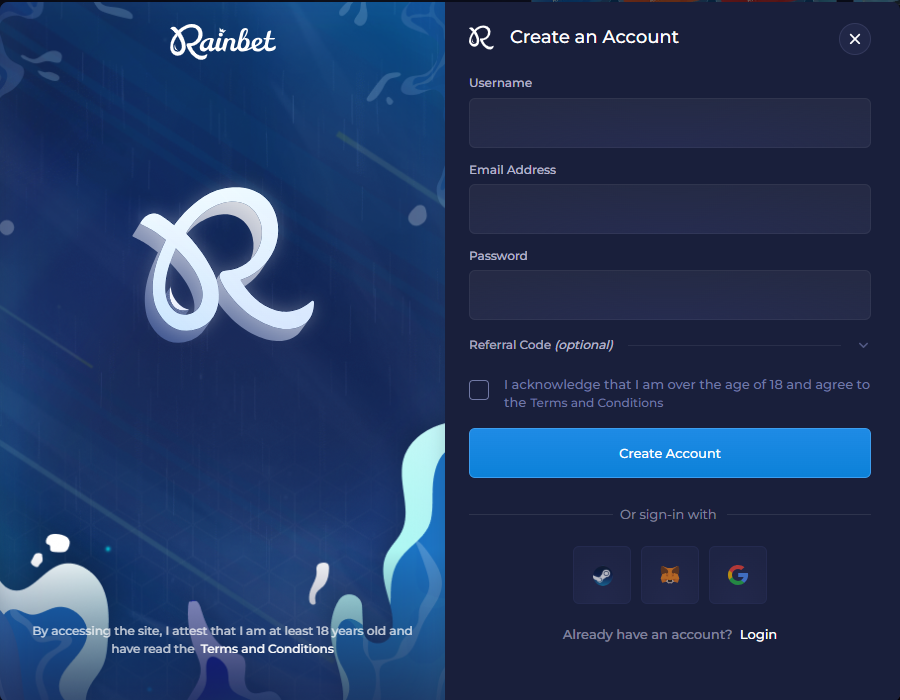 Rainbet
By accessing the site, I attest that I am at least 18 years old and
have read the Terms and Conditions
Create an Account
Username
Email Address
Password
Referral Code (optional)
I acknowledge that I am over the age of 18 and agree to
the Terms and Conditions
Create Account
Or sign-in with
Already have an account? Login